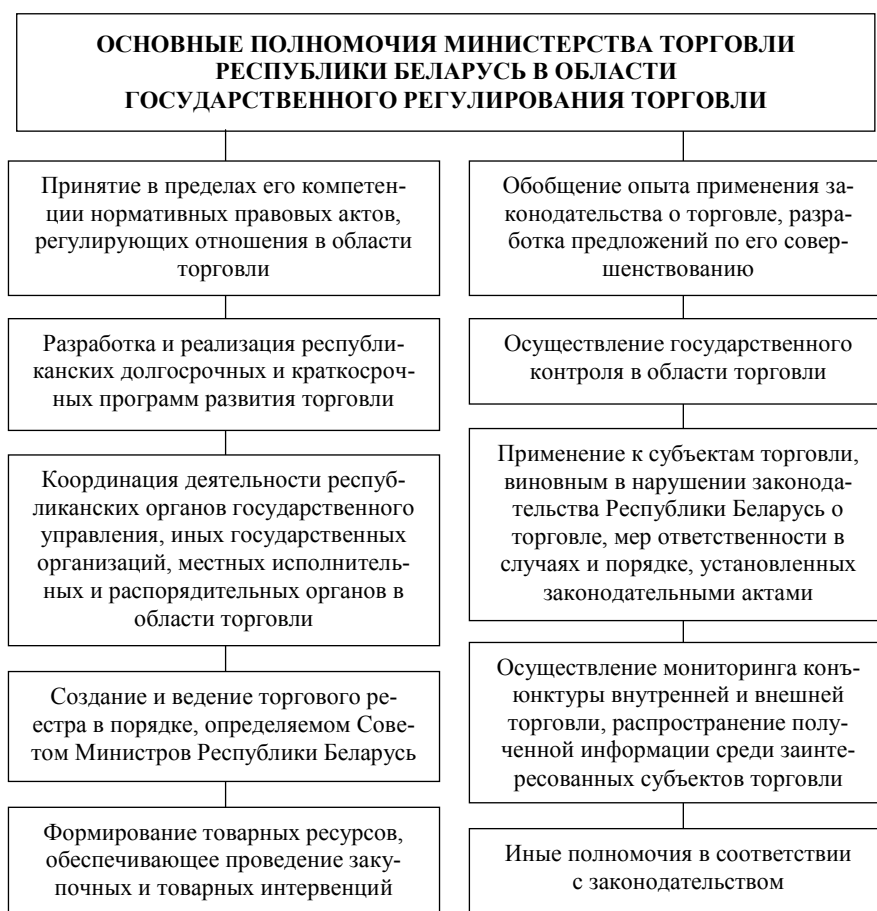 ОСНОВНЫЕ ПОЛНОМОЧИЯ МИНИСТЕРСТВА ТОРГОВЛИ
РЕСПУБЛИКИ БЕЛАРУСЬ В ОБЛАСТИ
ГОСУДАРСТВЕННОГО РЕГУЛИРОВАНИЯ ТОРГОВЛИ
Принятие в пределах его компетен-
ции нормативных правовых актов,
регулирующих отношения в области
торговли
Разработка и реализация республи-
канских долгосрочных и краткосроч-
ных программ развития торговли
Координация деятельности респуб-
ликанских органов государственного
управления, иных государственных
организаций, местных исполнитель-
ных и распорядительных органов в
области торговли
Создание и ведение торгового ре-
естра в порядке, определяемом Сове-
том Министров Республики Беларусь
Формирование товарных ресурсов,
обеспечивающее проведение заку-
почных и товарных интервенций
Обобщение опыта применения за-
конодательства о торговле, разра-
ботка предложений по его совер-
шенствованию
Осуществление государственного
контроля в области торговли
Применение к субъектам торговли,
виновным в нарушении законода-
тельства Республики Беларусь о
торговле, мер ответственности в
случаях и порядке, установленных
законодательными актами
Осуществление мониторинга конъ-
юнктуры внутренней и внешней
торговли, распространение полу-
ченной информации среди заинте-
ресованных субъектов торговли
Иные полномочия в соответствии
с законодательством